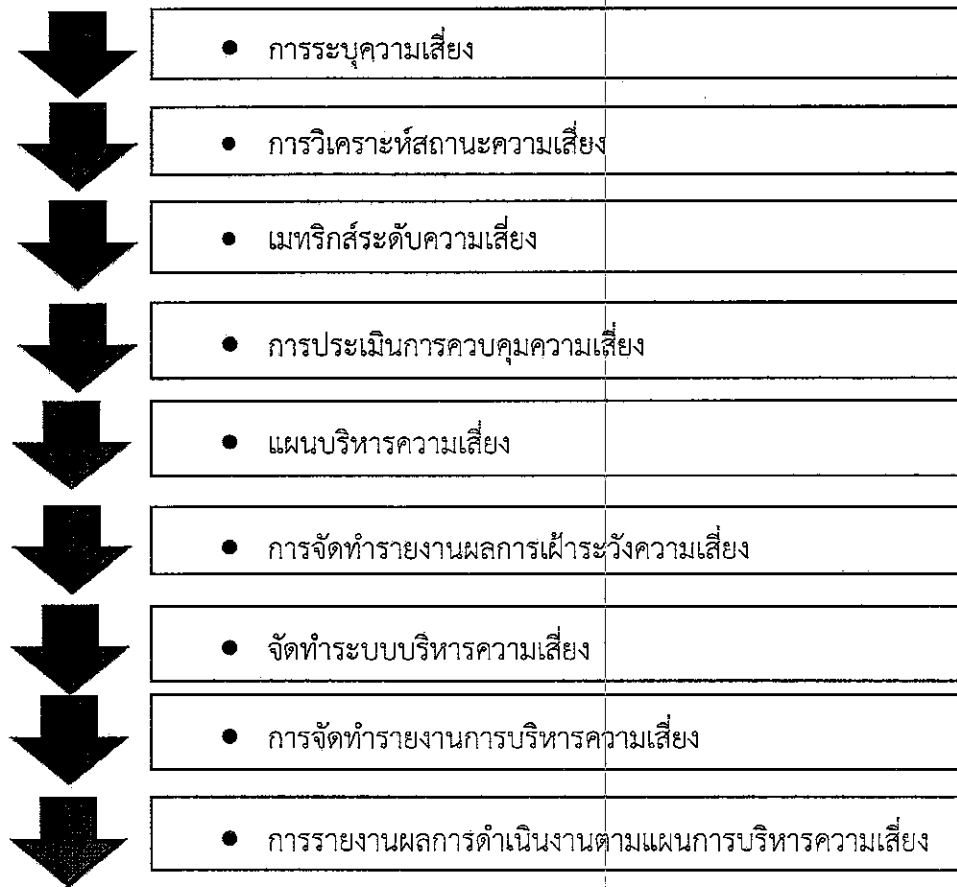 ● การระบุความเสี่ยง
● การวิเคราะห์สถานะความเสี่ยง
● เมทริกส์ระดับความเสี่ยง
● การประเมินการควบคุมความเสี่ยง
● แผนบริหารความเสี่ยง
● การจัดทำรายงานผลการเฝ้าระวังความเสี่ยง
● จัดทำระบบบริหารความเสี่ยง
● การจัดทำรายงานการบริหารความเสี่ยง
● การรายงานผลการดำเนินงานตามแผนการบริหารความเสี่ยง